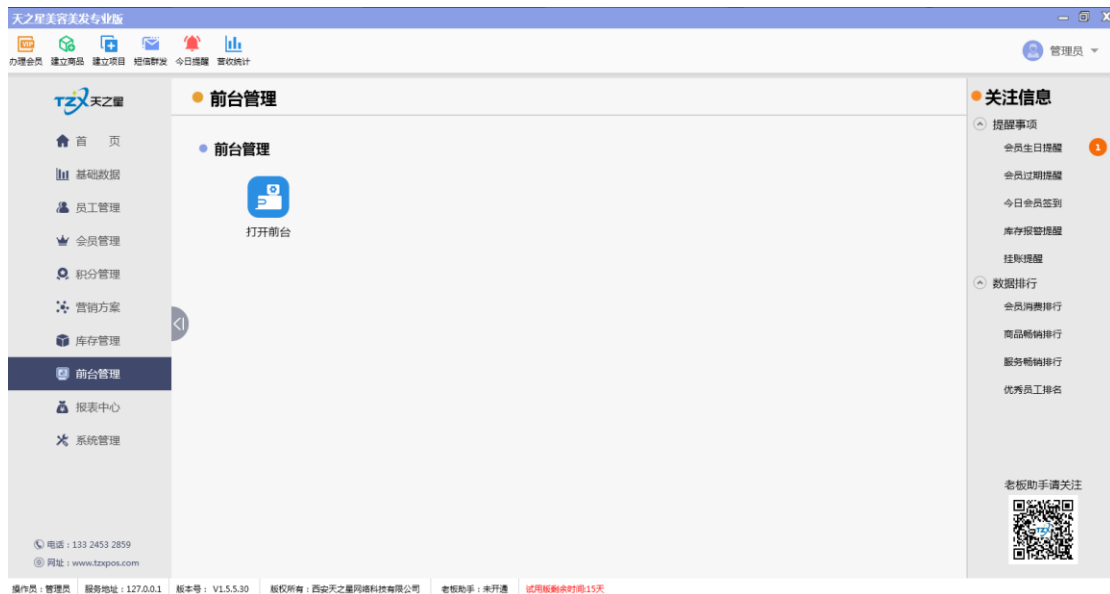 天之星美容美发专业版
办理会员 建立商品 建立项目 短信群发 今日提醒 营收统计
管理员
TZX天之星
首 页
基础数据
员工管理
会员管理
积分管理
营销方案
库存管理
前台管理
报表中心
系统管理
电话：133 2453 2859
网址：www.tzxpos.com
前台管理
前台管理
打开前台
关注信息
提醒事项
会员生日提醒 1
会员过期提醒
今日会员签到
库存报警提醒
挂账提醒
数据排行
会员消费排行
商品畅销排行
服务畅销排行
优秀员工排名
老板助手请关注
TZX
操作员：管理员 服务地址：127.0.0.1 版本号： V1.5.5.30 版权所有：西安天之星网络科技有限公司 老板助手：未开通 试用版剩余时间:15天